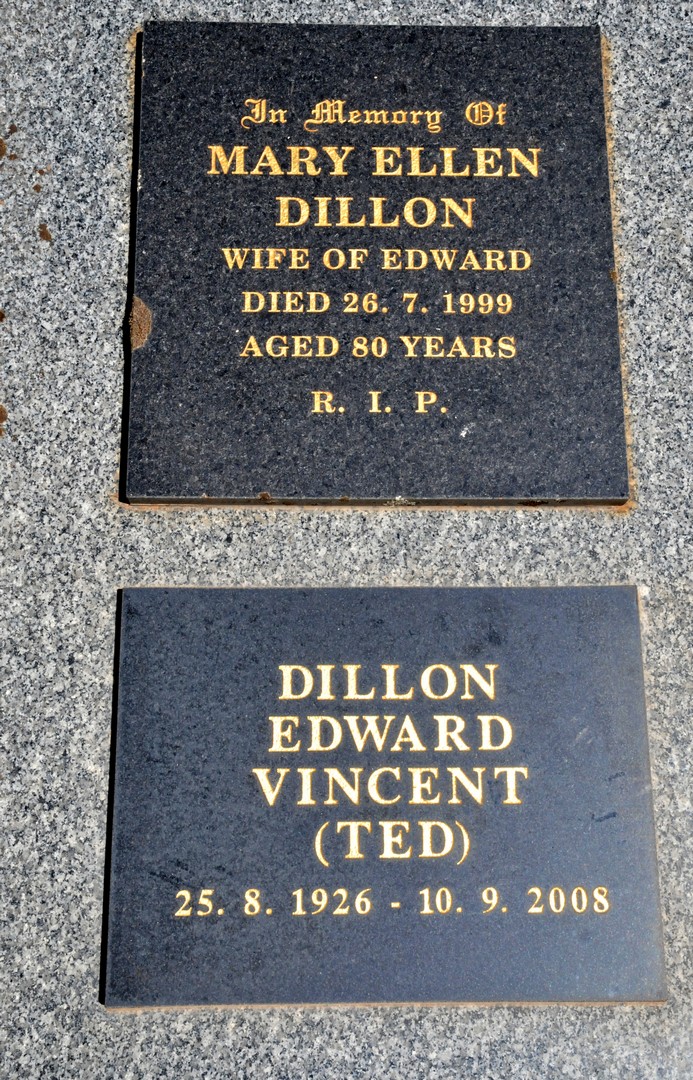 In Memory Of
MARY ELLEN
DILLON
WIFE OF EDWARD
DIED 26. 7. 1999
AGED 80 YEARS
R. I. P.
DILLON
EDWARD
VINCENT
(TED)
25. 8. 1926 - 10. 9. 2008